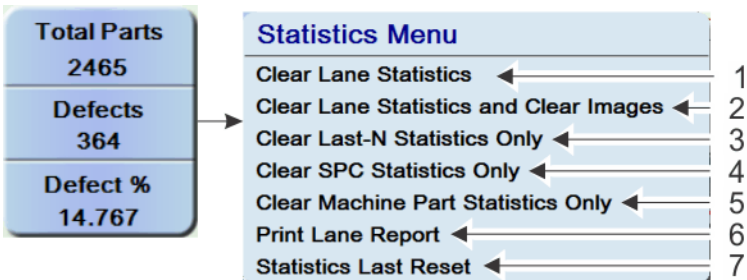 Total Parts
2465
Defects
364
Defect %
14.767
Statistics Menu
Clear Lane Statistics 1
Clear Lane Statistics and Clear Images 2
Clear Last-N Statistics Only 3
Clear SPC Statistics Only 4
Clear Machine Part Statistics Only 5
Print Lane Report 6
Statistics Last Reset 7